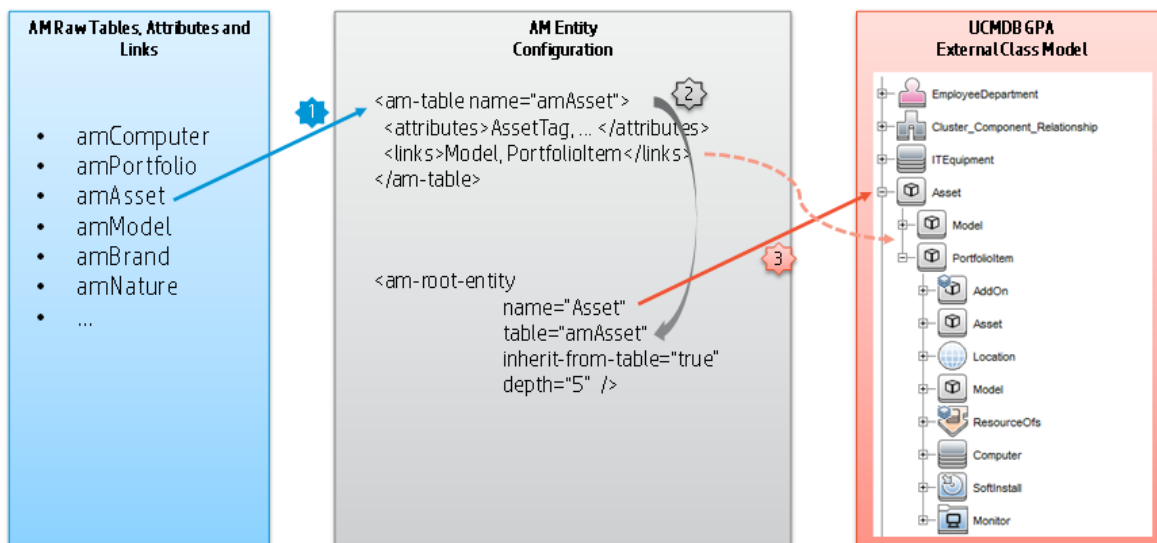 AM Raw Tables, Attributes and
Links
• amComputer
• amPortfolio
• amAsset
• amModel
• amBrand
• amNature
• ...
1
AM Entity
Configuration
<am-table name="amAsset">
<attributes>AssetTag, ... </attributes>
<links>Model, PortfolioItem</links>
</am-table>
2
<am-root-entity
name="Asset"
table="amAsset"
inherit-from-table="true"
depth="5" />
3
UCMDB GPA
External Class Model
EmployeeDepartment
Cluster_Component_Relationship
ITEquipment
Asset
Model
PortfolioItem
AddOn
Asset
Location
Model
ResourceOfs
Computer
SoftInstall
Monitor